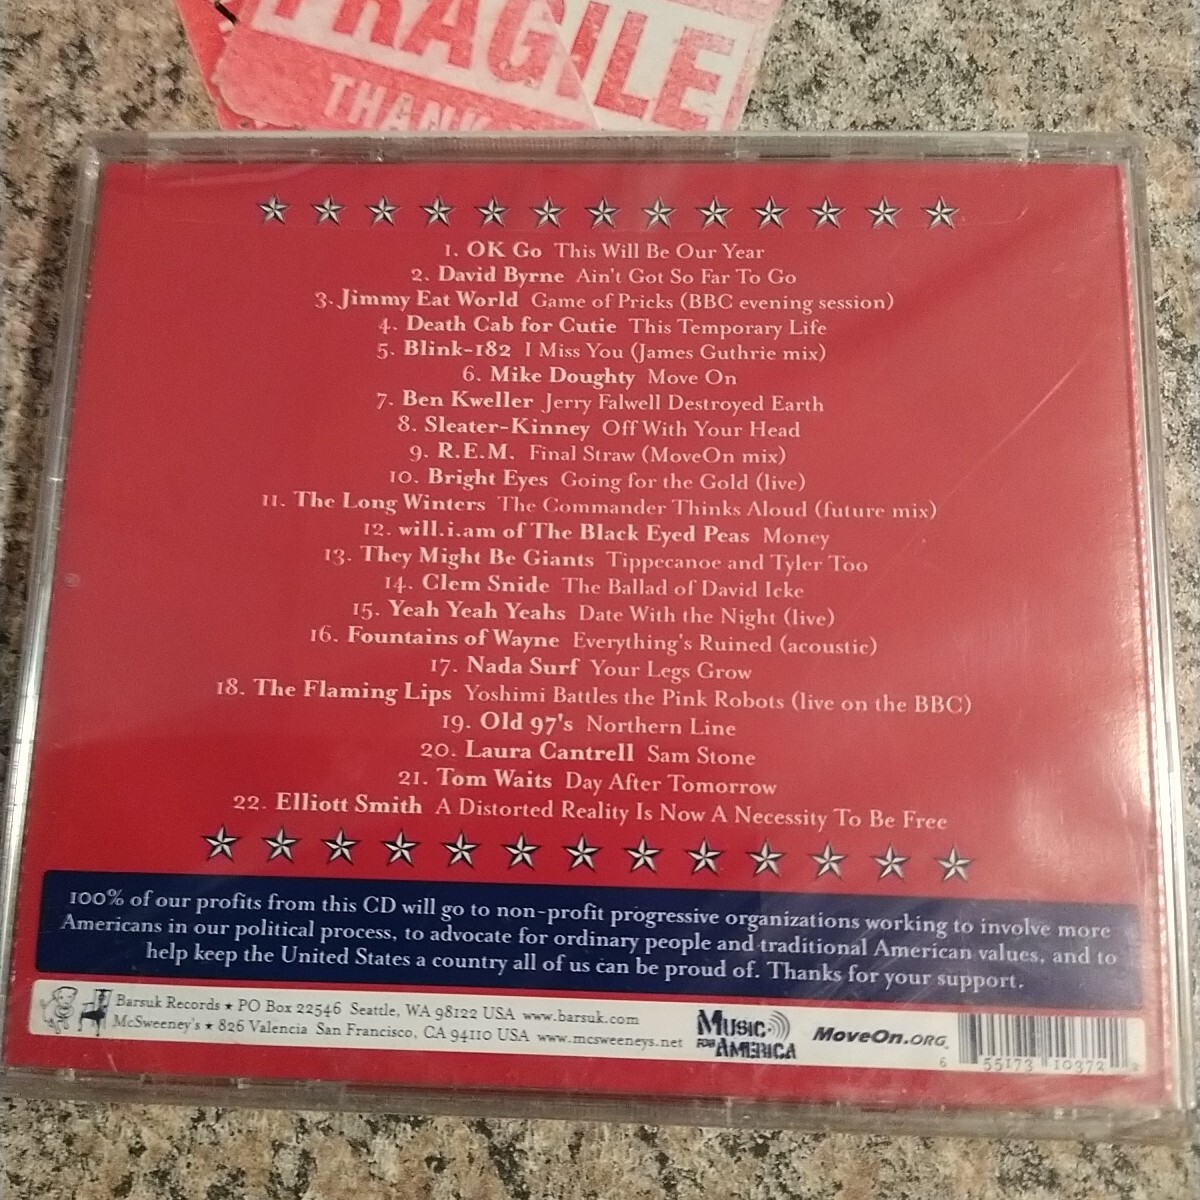 FRAGILE
THANK
1. OK Go This Will Be Our Year
2. David Byrne Ain't Got So Far To Go
3. Jimmy Eat World Game of Pricks (BBC evening session)
4. Death Cab for Cutie This Temporary Life
5. Blink-182 I Miss You (James Guthrie mix)
6. Mike Doughty Move On
7. Ben Kweller Jerry Falwell Destroyed Earth
8. Sleater-Kinney Off With Your Head
9. R.E.M. Final Straw (MoveOn mix)
10. Bright Eyes Going for the Gold (live)
11. The Long Winters The Commander Thinks Aloud (future mix)
12. will.i.am of The Black Eyed Peas Money
13. They Might Be Giants Tippecanoe and Tyler Too
14. Clem Snide The Ballad of David Icke
15. Yeah Yeah Yeahs Date With the Night (live)
16. Fountains of Wayne Everything's Ruined (acoustic)
17. Nada Surf Your Legs Grow
18. The Flaming Lips Yoshimi Battles the Pink Robots (live on the BBC)
19. Old 97's Northern Line
20. Laura Cantrell Sam Stone
21. Tom Waits Day After Tomorrow
22. Elliott Smith A Distorted Reality Is Now A Necessity To Be Free
100% of our profits from this CD will go to non-profit progressive organizations working to involve more
Americans in our political process, to advocate for ordinary people and traditional American values, and to
help keep the United States a country all of us can be proud of. Thanks for your support.
Barsuk Records ★ PO Box 22546 Seattle, WA 98122 USA www.barsuk.com
McSweeney's ★ 826 Valencia San Francisco, CA 94110 USA www.mcsweeneys.net
MUSIC FOR AMERICA
MoveOn.ORG
6 55173 10372 2